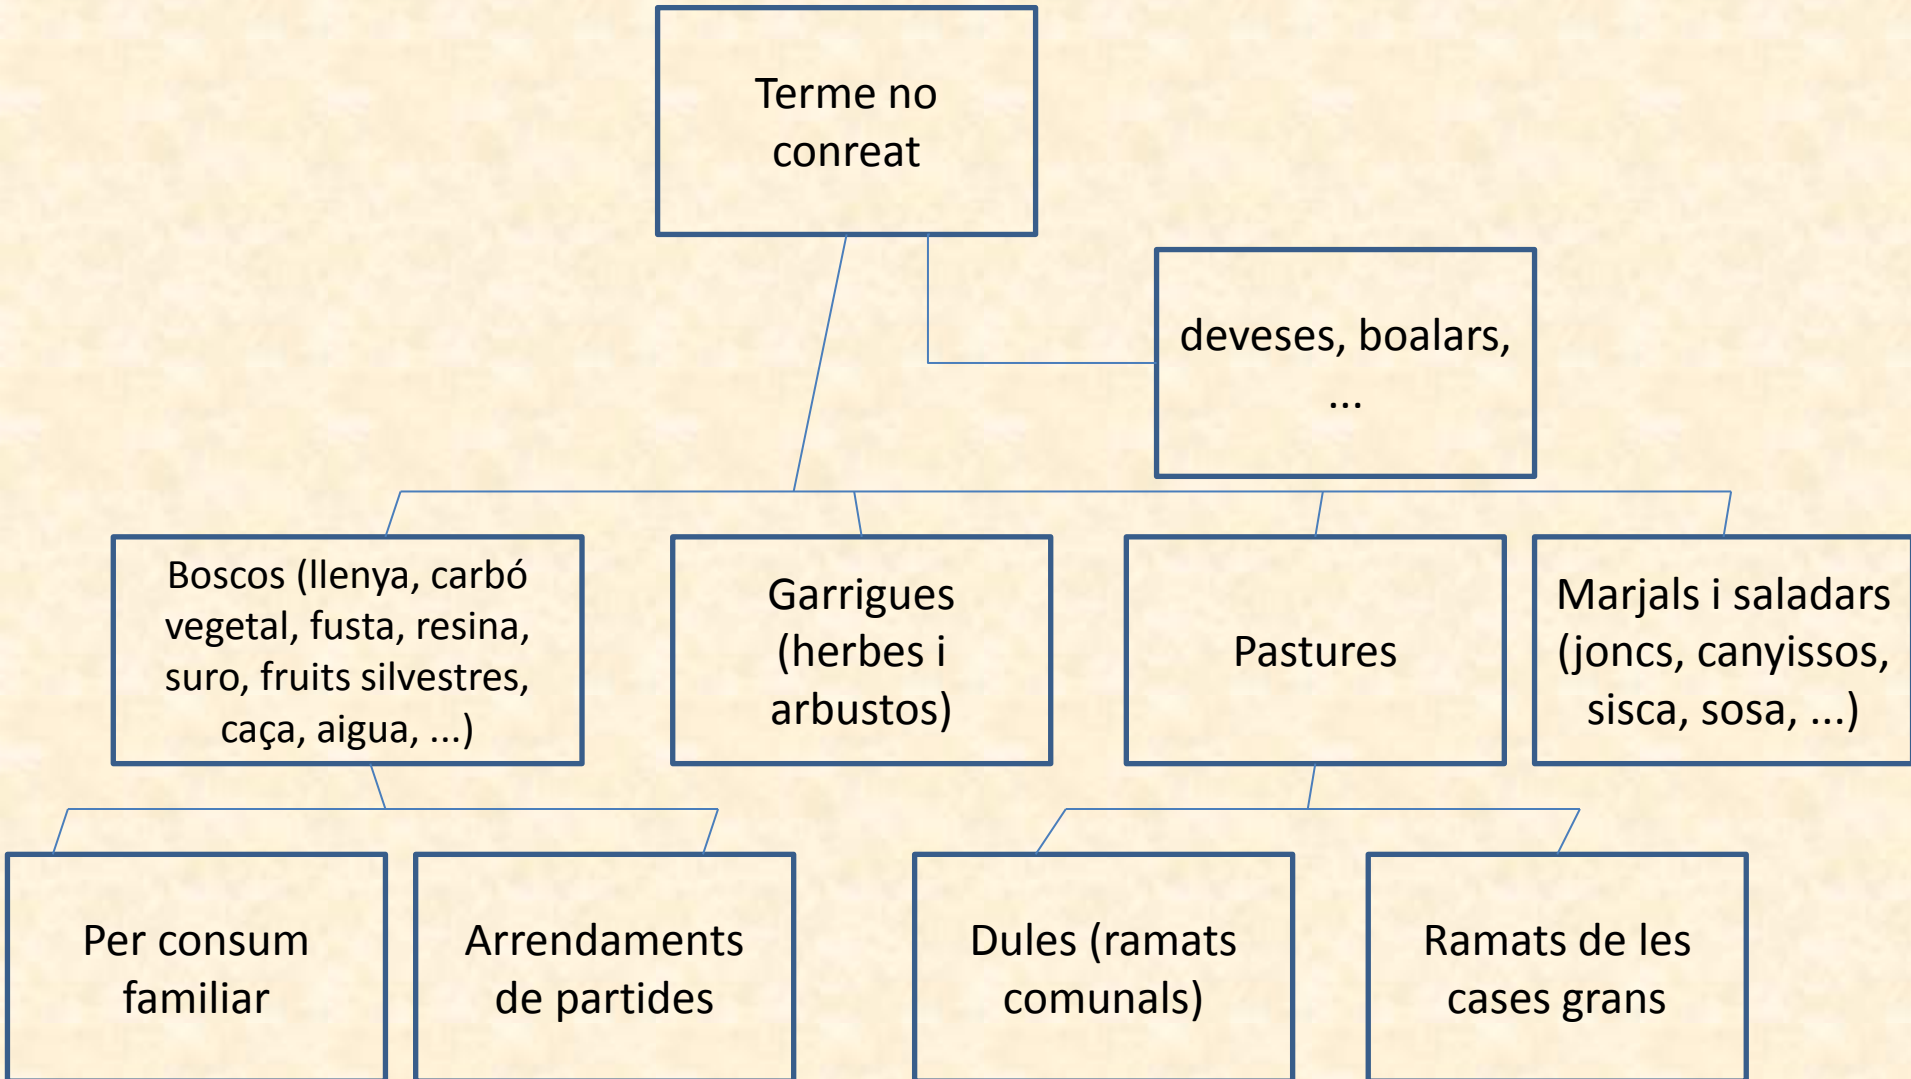 Terme no
conreat
deveses, boalars,
...
Boscos (llenya, carbó
vegetal, fusta, resina,
suro, fruits silvestres,
caça, aigua, ...)
Garrigues
(herbes i
arbustos)
Pastures
Marjals i saladars
(joncs, canyissos,
sisca, sosa, ...)
Per consum
familiar
Arrendaments
de partides
Dules (ramats
comunals)
Ramats de les
cases grans